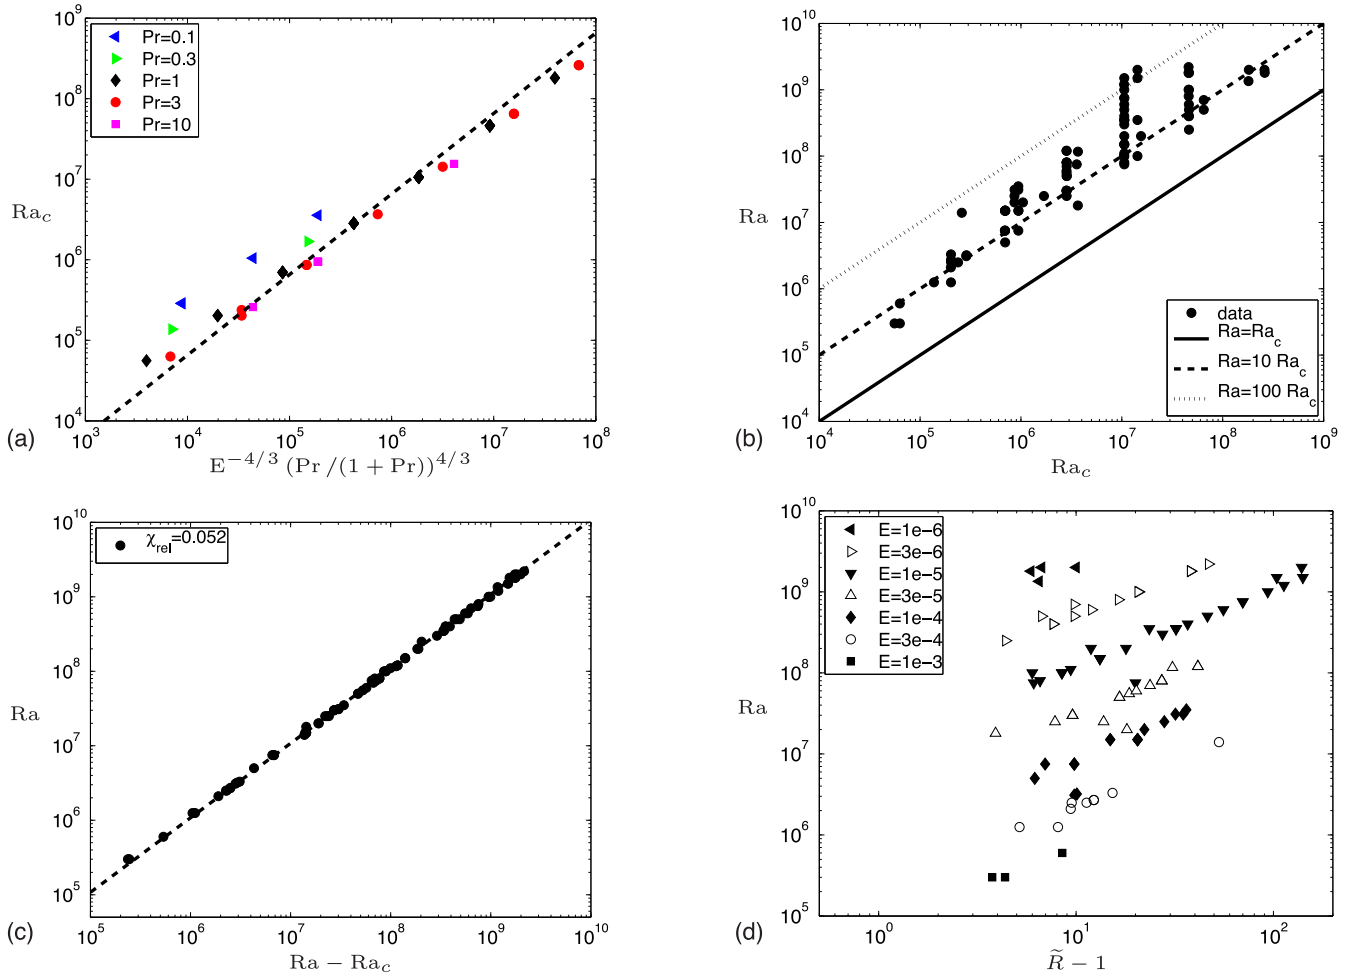 (a)
Ra_c
10^9
10^8
10^7
10^6
10^5
10^4
Pr=0.1
Pr=0.3
Pr=1
Pr=3
Pr=10
10^3 10^4 10^5 10^6 10^7 10^8
E^{-4/3} (Pr/(1 + Pr))^{4/3}
(b)
Ra
10^10
10^9
10^8
10^7
10^6
10^5
10^4
data
Ra=Ra_c
Ra=10 Ra_c
Ra=100 Ra_c
10^4 10^5 10^6 10^7 10^8 10^9
Ra_c
(c)
Ra
10^10
10^9
10^8
10^7
10^6
10^5
χ_rel=0.052
10^5 10^6 10^7 10^8 10^9 10^10
Ra − Ra_c
(d)
Ra
10^10
10^9
10^8
10^7
10^6
10^5
E=1e−6
E=3e−6
E=1e−5
E=3e−5
E=1e−4
E=3e−4
E=1e−3
10^0 10^1 10^2
R̃ − 1